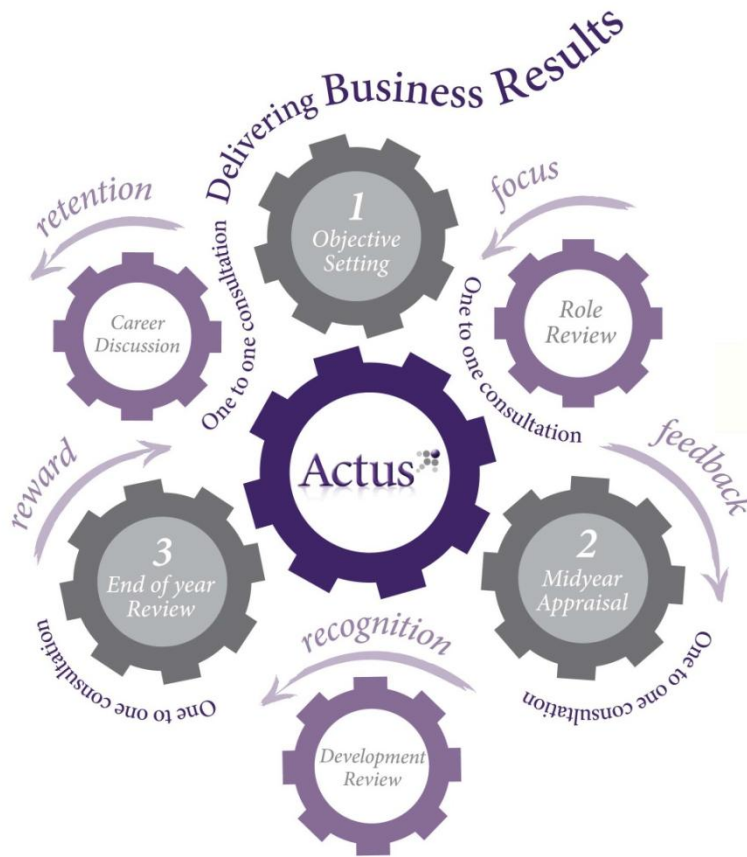 Delivering Business Results
retention
focus
1
Objective
Setting
One to one consultation
Career
Discussion
Role
Review
One to one consultation
Actus
reward
feedback
3
End of year
Review
2
Midyear
Appraisal
recognition
One to one consultation
One to one consultation
Development
Review